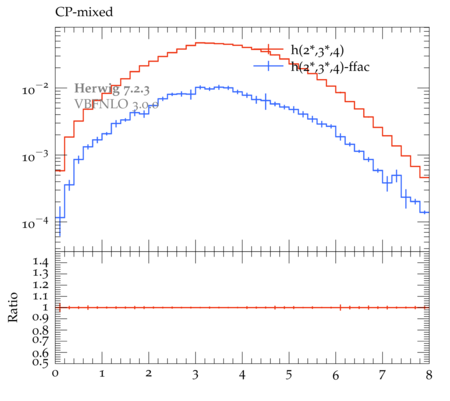 CP-mixed
h(2*,3*,4)
h(2*,3*,4)-ffac
Herwig 7.2.3
VBFNLO 3.0.0
10−2
10−3
10−4
Ratio
1.4
1.3
1.2
1.1
1
0.9
0.8
0.7
0.6
0.5
0 1 2 3 4 5 6 7 8